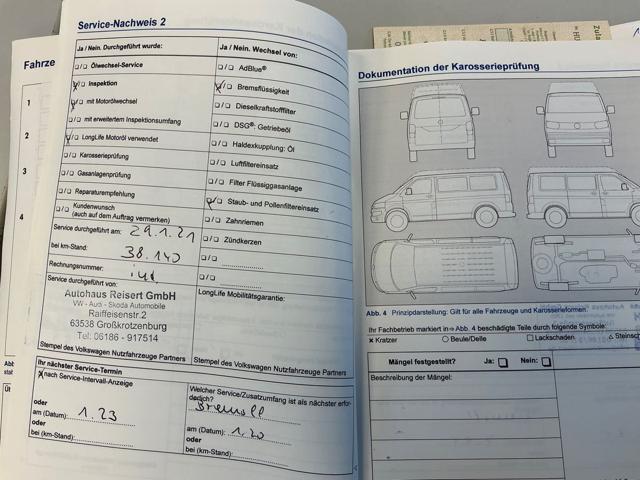 Service-Nachweis 2
Ja / Nein. Durchgeführt wurde:
Ölwechsel-Service
Inspektion
mit Motorölwechsel
mit erweitertem Inspektionsumfang
LongLife Motoröl verwendet
Karosserieprüfung
Gasanlagenprüfung
Reparaturempfehlung
Kundenwunsch
(auch auf dem Auftrag vermerken)
Service durchgeführt am: 29.1.21
bei km-Stand: 38.140
Rechnungsnummer:
Service durchgeführt von:
Autohaus Reisert GmbH
VW - Audi - Skoda Automobile
Raiffeisenstr.2
63538 Großkrotzenburg
Tel: 06186 - 917514
Stempel des Volkswagen Nutzfahrzeuge Partners
Ja / Nein. Wechsel von:
AdBlue®
Bremsflüssigkeit
Dieselkraftstofffilter
DSG®: Getriebeöl
Haldexkupplung: Öl
Luftfiltereinsatz
Filter Flüssiggasanlage
Staub- und Pollenfiltereinsatz
Zahnriemen
Zündkerzen
LongLife Mobilitätsgarantie:
Stempel des Volkswagen Nutzfahrzeuge Partners
Ihr nächster Service-Termin
nach Service-Intervall-Anzeige
oder
am (Datum): 1.23
oder
bei (km-Stand):
Welcher Service/Zusatzumfang ist als nächster erfor-
derlich?
am (Datum):
oder
bei (km-Stand):
Fahrze
1
2
3
4
Abb
Dokumentation der Karosserieprüfung
Abb. 4 Prinzipdarstellung: Gilt für alle Fahrzeuge und Karosserieformen.
Ihr Fachbetrieb markiert in ⇒ Abb. 4 beschädigte Teile durch folgende Symbole:
× Kratzer
○ Beule/Delle
□ Lackschaden
△ Steinsch
Mängel festgestellt? Ja: Nein:
Beschreibung der Mängel: